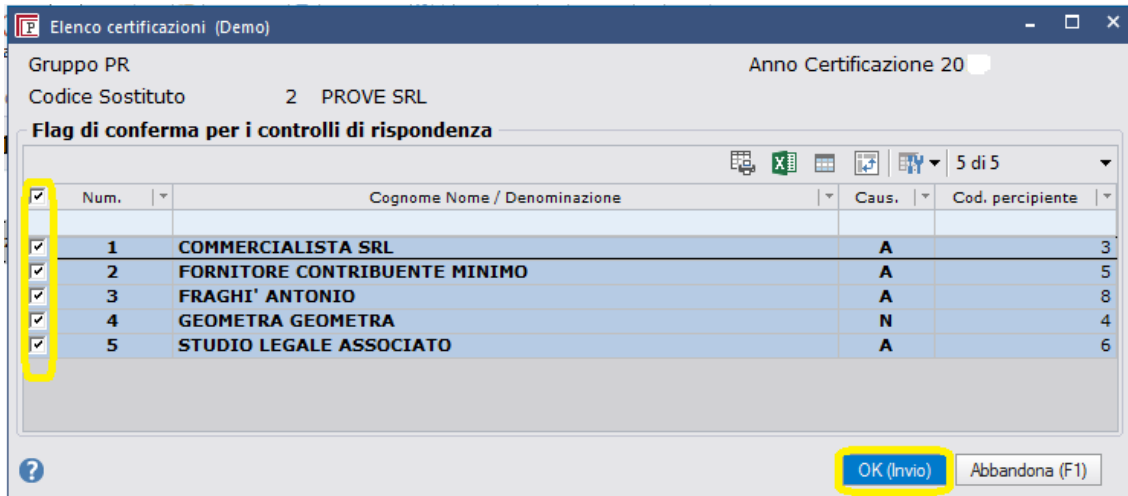 P Elenco certificazioni (Demo)
Gruppo PR Anno Certificazione 20
Codice Sostituto 2 PROVE SRL
Flag di conferma per i controlli di rispondenza
5 di 5
Num. Cognome Nome / Denominazione Caus. Cod. percipiente
1 COMMERCIALISTA SRL A 3
2 FORNITORE CONTRIBUENTE MINIMO A 5
3 FRAGHI' ANTONIO A 8
4 GEOMETRA GEOMETRA N 4
5 STUDIO LEGALE ASSOCIATO A 6
? OK (Invio) Abbandona (F1)